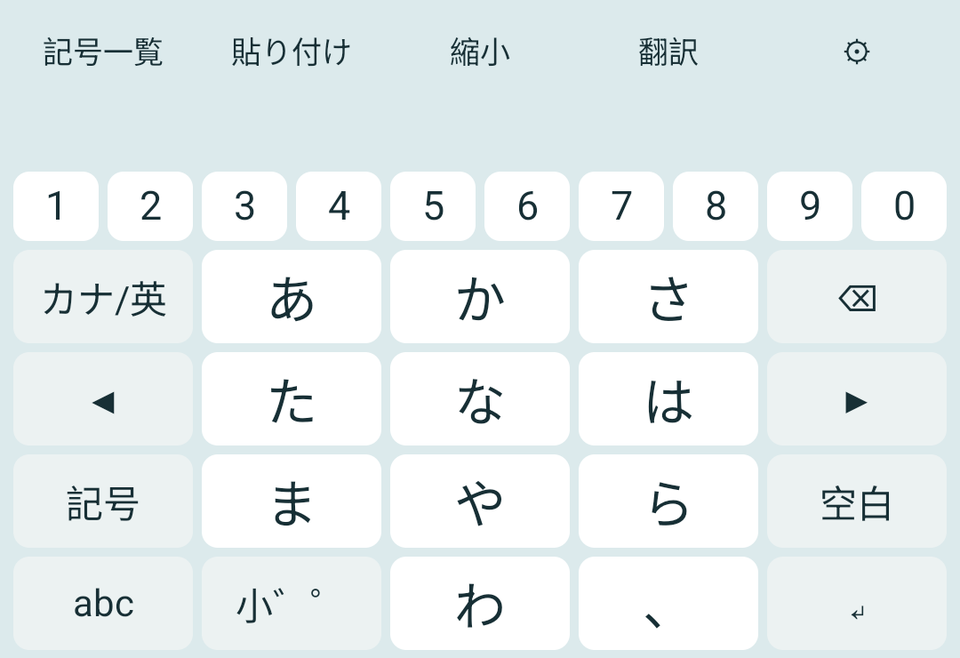 記号一覧 貼り付け 縮小 翻訳
1 2 3 4 5 6 7 8 9 0
カナ/英 あ か さ
◀ た な は ▶
記号 ま や ら 空白
abc 小゛゜ わ 、